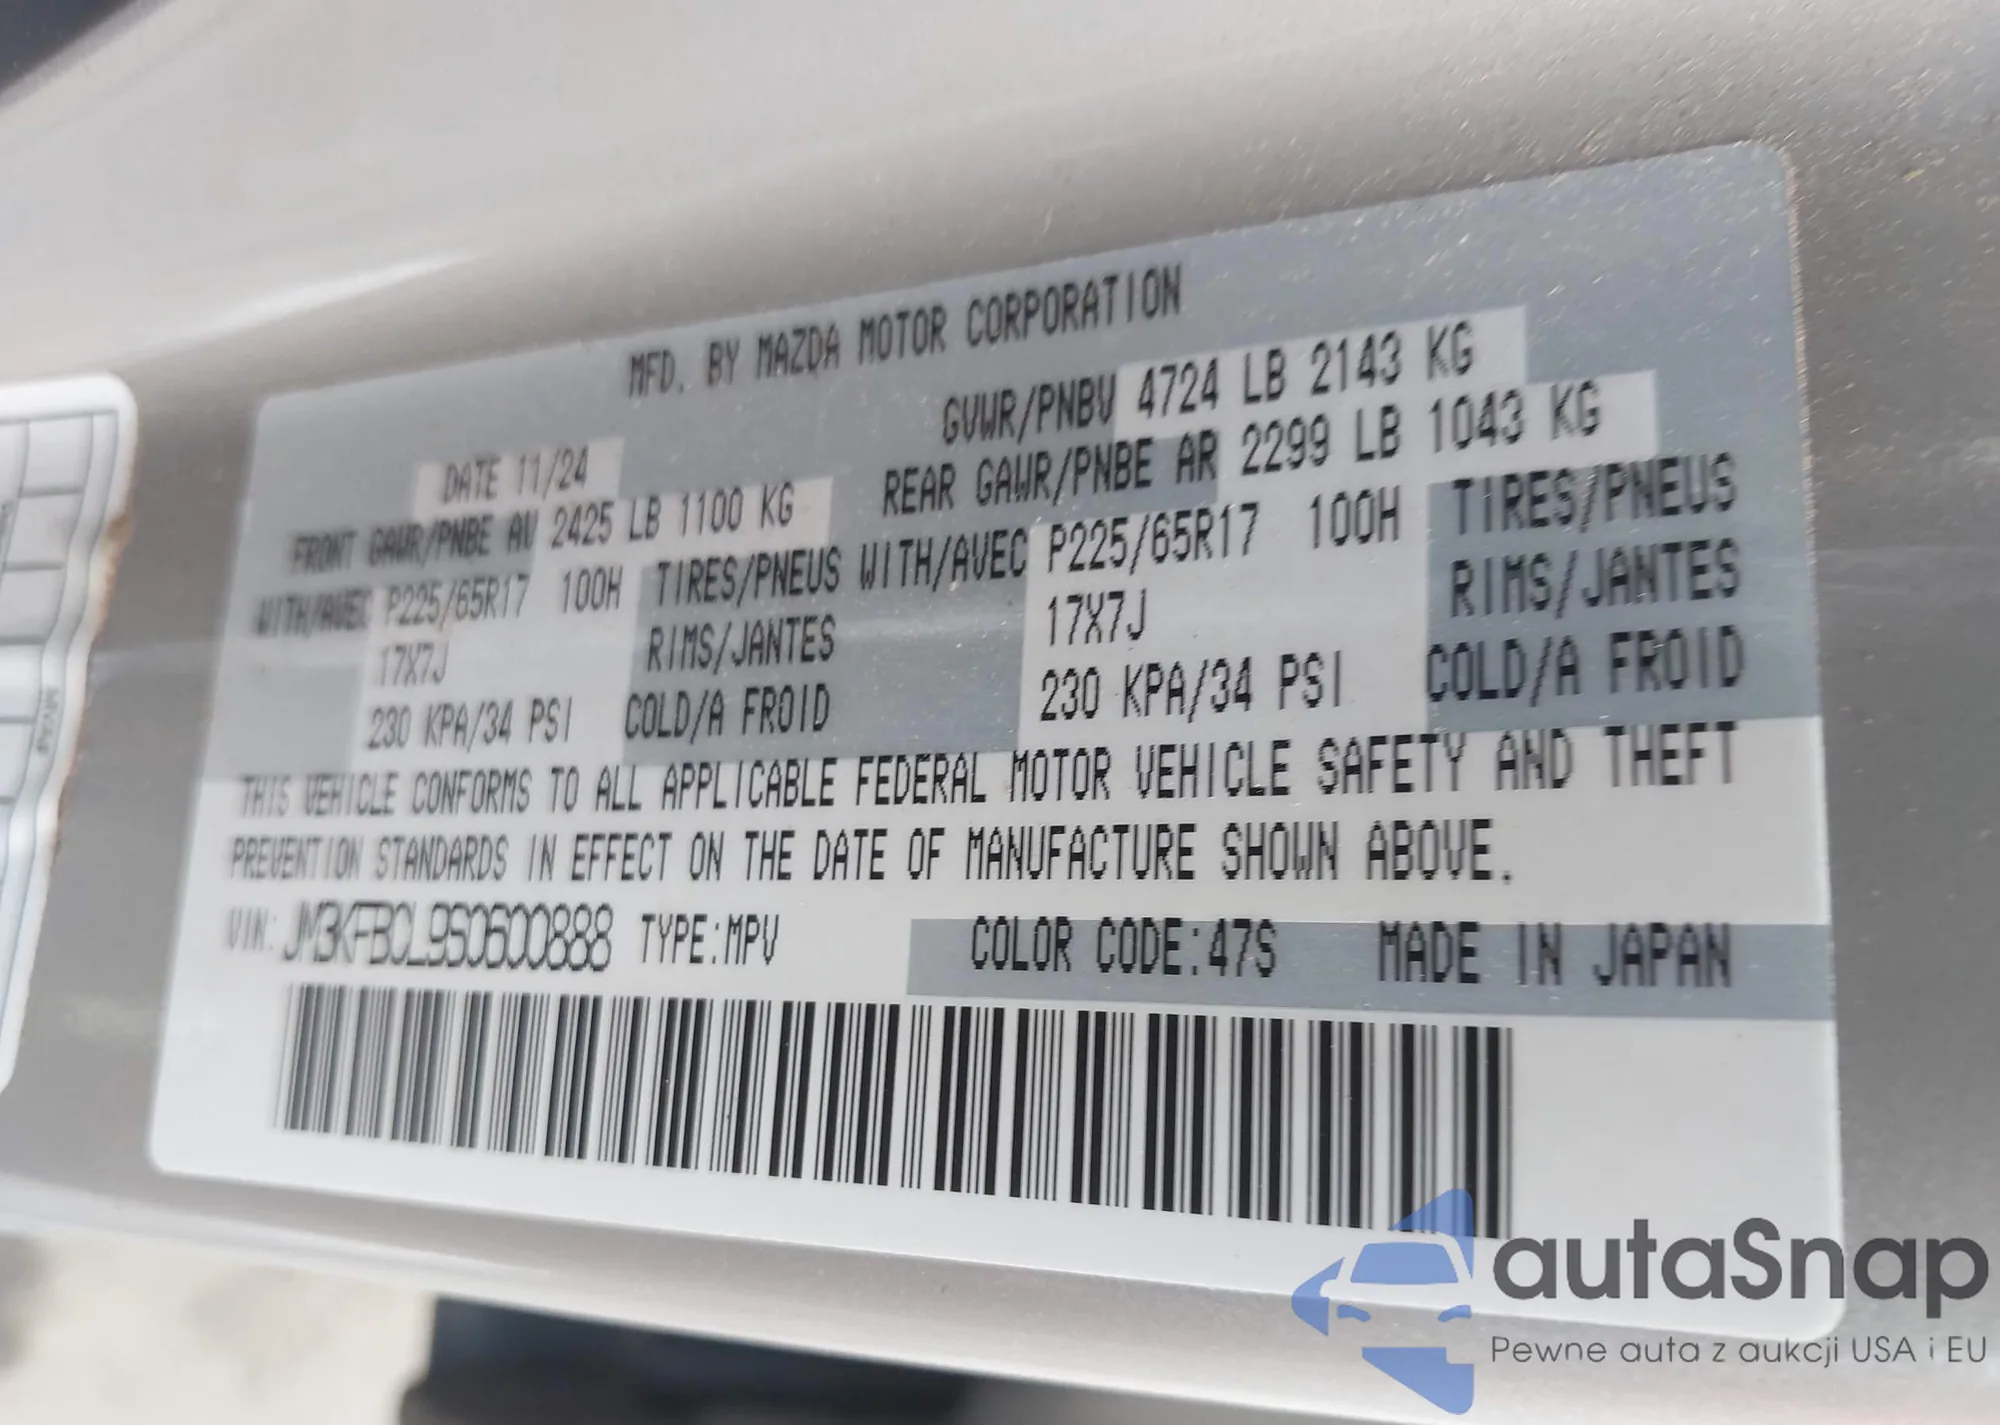 MFD. BY MAZDA MOTOR CORPORATION
DATE 11/24 GVWR/PNBV 4724 LB 2143 KG
FRONT GAWR/PNBE AV 2425 LB 1100 KG REAR GAWR/PNBE AR 2299 LB 1043 KG
WITH/AVEC P225/65R17 100H TIRES/PNEUS WITH/AVEC P225/65R17 100H TIRES/PNEUS
17X7J RIMS/JANTES 17X7J RIMS/JANTES
230 KPA/34 PSI COLD/A FROID 230 KPA/34 PSI COLD/A FROID
THIS VEHICLE CONFORMS TO ALL APPLICABLE FEDERAL MOTOR VEHICLE SAFETY AND THEFT
PREVENTION STANDARDS IN EFFECT ON THE DATE OF MANUFACTURE SHOWN ABOVE.
VIN: JM3KFBCL9S0600888 TYPE:MPV COLOR CODE:47S MADE IN JAPAN
autaSnap
Pewne auta z aukcji USA i EU